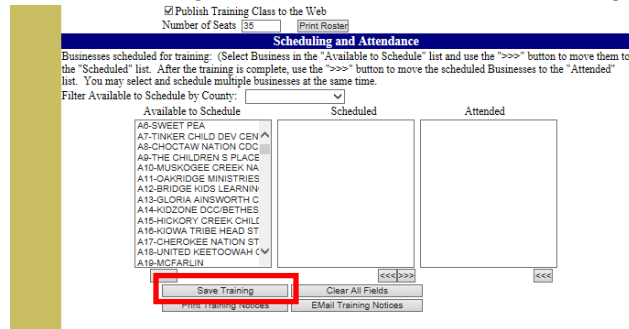 Publish Training Class to the Web
Number of Seats 35 Print Roster
Scheduling and Attendance
Businesses scheduled for training: (Select Business in the "Available to Schedule" list and use the ">>>" button to move them to
the "Scheduled" list. After the training is complete, use the ">>>" button to move the scheduled Businesses to the "Attended"
list. You may select and schedule multiple businesses at the same time.
Filter Available to Schedule by County:
Available to Schedule Scheduled Attended
A6-SWEET PEA
A7-TINKER CHILD DEV CEN
A8-CHOCTAW NATION CDC
A9-THE CHILDREN S PLACE
A10-MUSKOGEE CREEK NA
A11-OAKRIDGE MINISTRIES
A12-BRIDGE KIDS LEARNIN
A13-GLORIA AINSWORTH C
A14-KIDZONE DCC/BETHES
A15-HICKORY CREEK CHILD
A16-KIOWA TRIBE HEAD ST
A17-CHEROKEE NATION ST
A18-UNITED KEETOOWAH C
A19-MCFARLIN
<<< >>> <<<
Save Training Clear All Fields
Print Training Notices EMail Training Notices